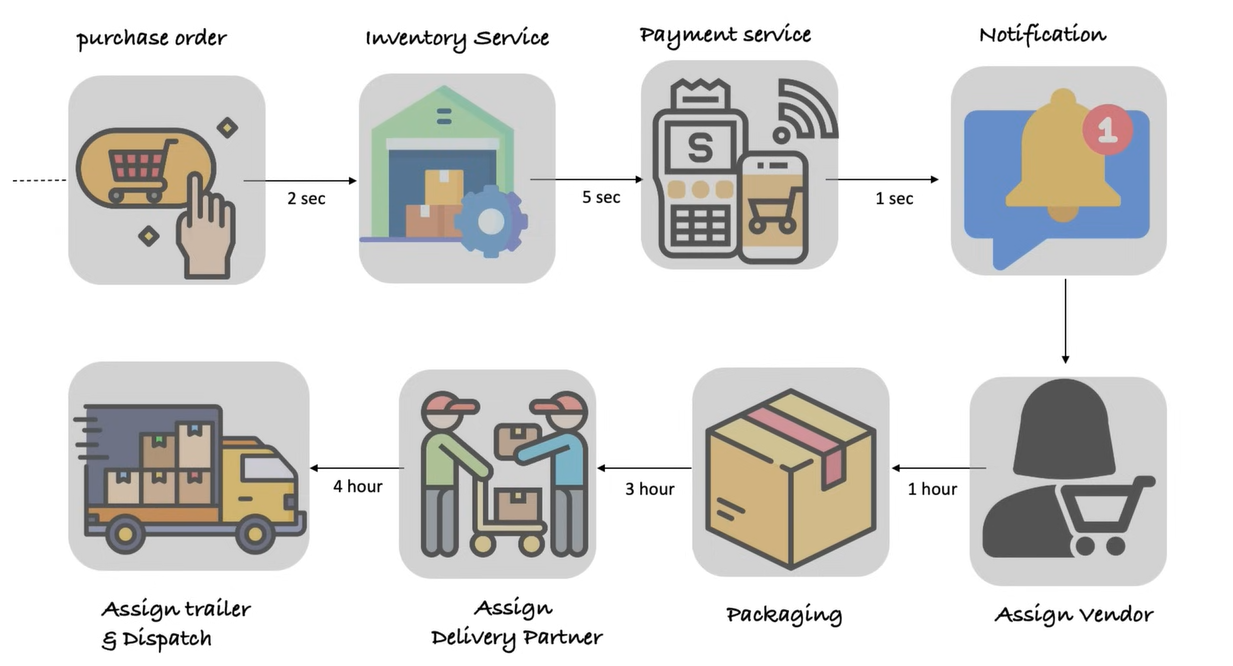 purchase order
Inventory Service
Payment service
Notification
2 sec
5 sec
1 sec
S
1
4 hour
3 hour
1 hour
Assign trailer
& Dispatch
Assign
Delivery Partner
Packaging
Assign Vendor